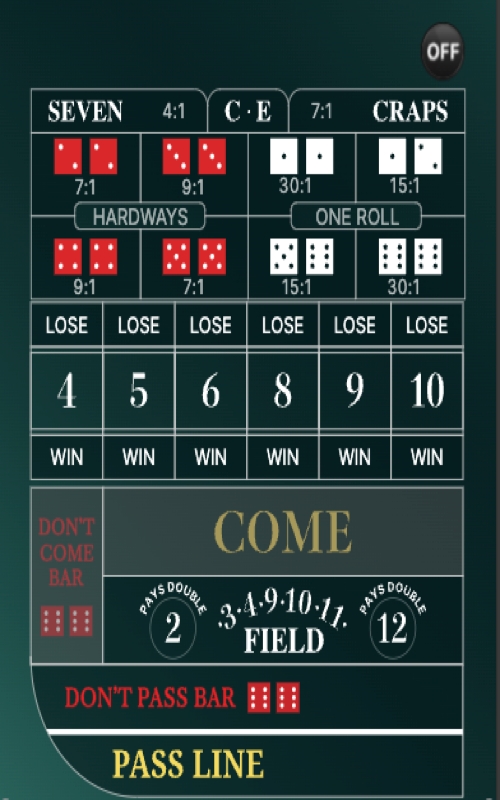 OFF
SEVEN 4:1 C · E 7:1 CRAPS
7:1 9:1 30:1 15:1
HARDWAYS ONE ROLL
9:1 7:1 15:1 30:1
LOSE LOSE LOSE LOSE LOSE LOSE
4 5 6 8 9 10
WIN WIN WIN WIN WIN WIN
DON'T
COME
BAR
COME
PAYS DOUBLE
2
·3·4·9·10·11·
FIELD
PAYS DOUBLE
12
DON'T PASS BAR
PASS LINE